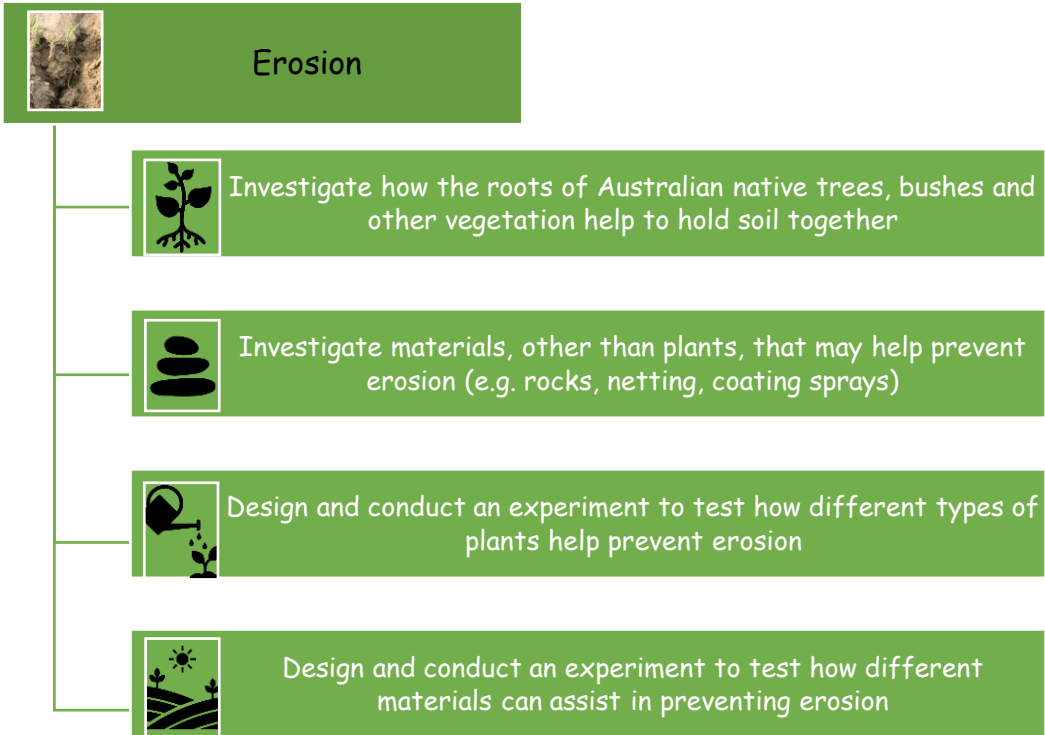 Erosion
Investigate how the roots of Australian native trees, bushes and
other vegetation help to hold soil together
Investigate materials, other than plants, that may help prevent
erosion (e.g. rocks, netting, coating sprays)
Design and conduct an experiment to test how different types of
plants help prevent erosion
Design and conduct an experiment to test how different
materials can assist in preventing erosion